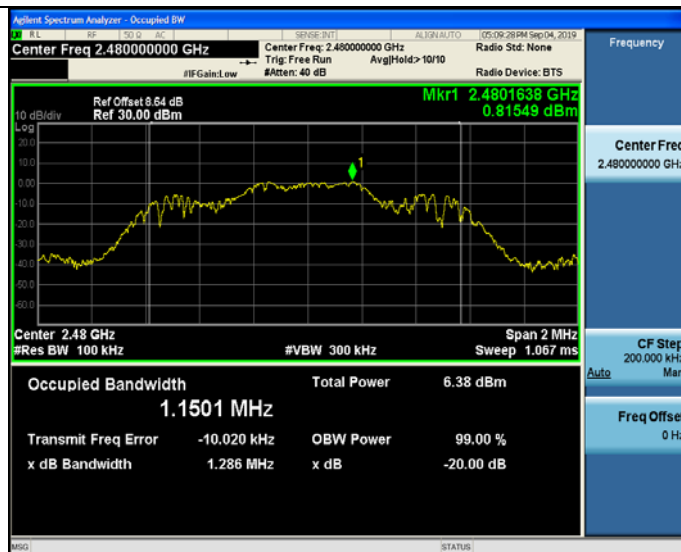 Agilent Spectrum Analyzer - Occupied BW
RL RF 50 Ω AC SENSE:INT ALIGN AUTO 05:09:28 PM Sep 04, 2019
Center Freq 2.480000000 GHz
Center Freq: 2.480000000 GHz
Radio Std: None
Trig: Free Run Avg|Hold:> 10/10
#IFGain:Low
#Atten: 40 dB
Radio Device: BTS
Frequency
Mkr1 2.4801638 GHz
0.81549 dBm
Ref Offset 8.64 dB
10 dB/div Ref 30.00 dBm
Log
20.0
10.0
1
0.00
-10.0
-20.0
-30.0
-40.0
-50.0
-60.0
Center 2.48 GHz Span 2 MHz
#Res BW 100 kHz #VBW 300 kHz Sweep 1.067 ms
Occupied Bandwidth Total Power 6.38 dBm
1.1501 MHz
Transmit Freq Error -10.020 kHz OBW Power 99.00 %
x dB Bandwidth 1.286 MHz x dB -20.00 dB
Center Freq
2.480000000 GHz
CF Step
200.000 kHz
Auto Man
Freq Offset
0 Hz
MSG STATUS